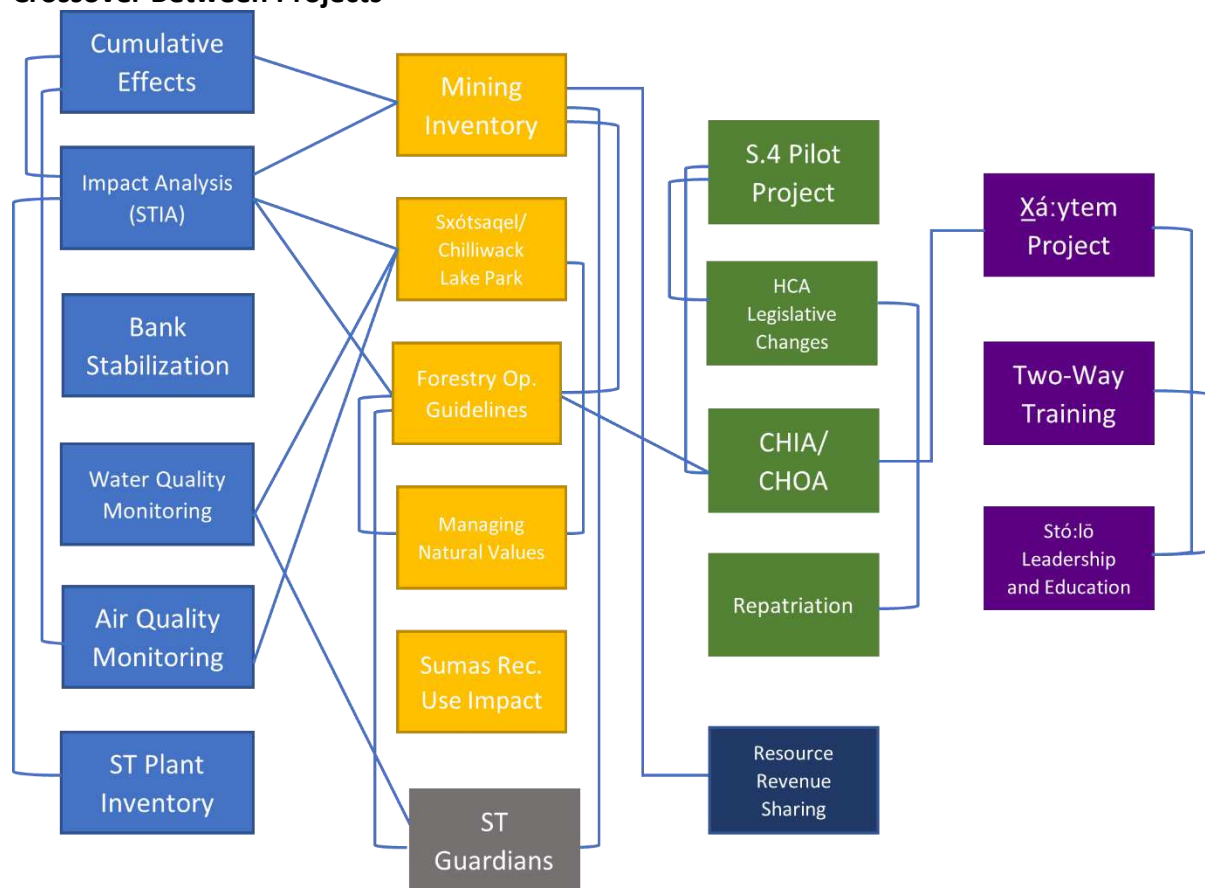 Crossover Between Projects
Cumulative
Effects
Impact Analysis
(STIA)
Bank
Stabilization
Water Quality
Monitoring
Air Quality
Monitoring
ST Plant
Inventory
Mining
Inventory
Sxótsaqel/
Chilliwack
Lake Park
Forestry Op.
Guidelines
Managing
Natural Values
Sumas Rec.
Use Impact
ST
Guardians
S.4 Pilot
Project
HCA
Legislative
Changes
CHIA/
CHOA
Repatriation
Resource
Revenue
Sharing
X̲á:ytem
Project
Two-Way
Training
Stó:lō
Leadership
and Education